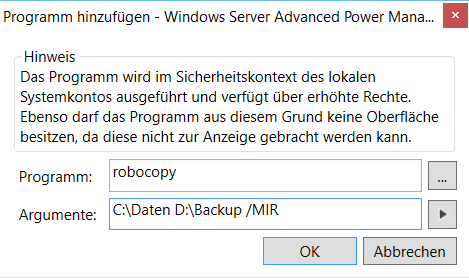 Programm hinzufügen - Windows Server Advanced Power Mana...
Hinweis
Das Programm wird im Sicherheitskontext des lokalen
Systemkontos ausgeführt und verfügt über erhöhte Rechte.
Ebenso darf das Programm aus diesem Grund keine Oberfläche
besitzen, da diese nicht zur Anzeige gebracht werden kann.
Programm: robocopy ...
Argumente: C:\Daten D:\Backup /MIR
OK Abbrechen